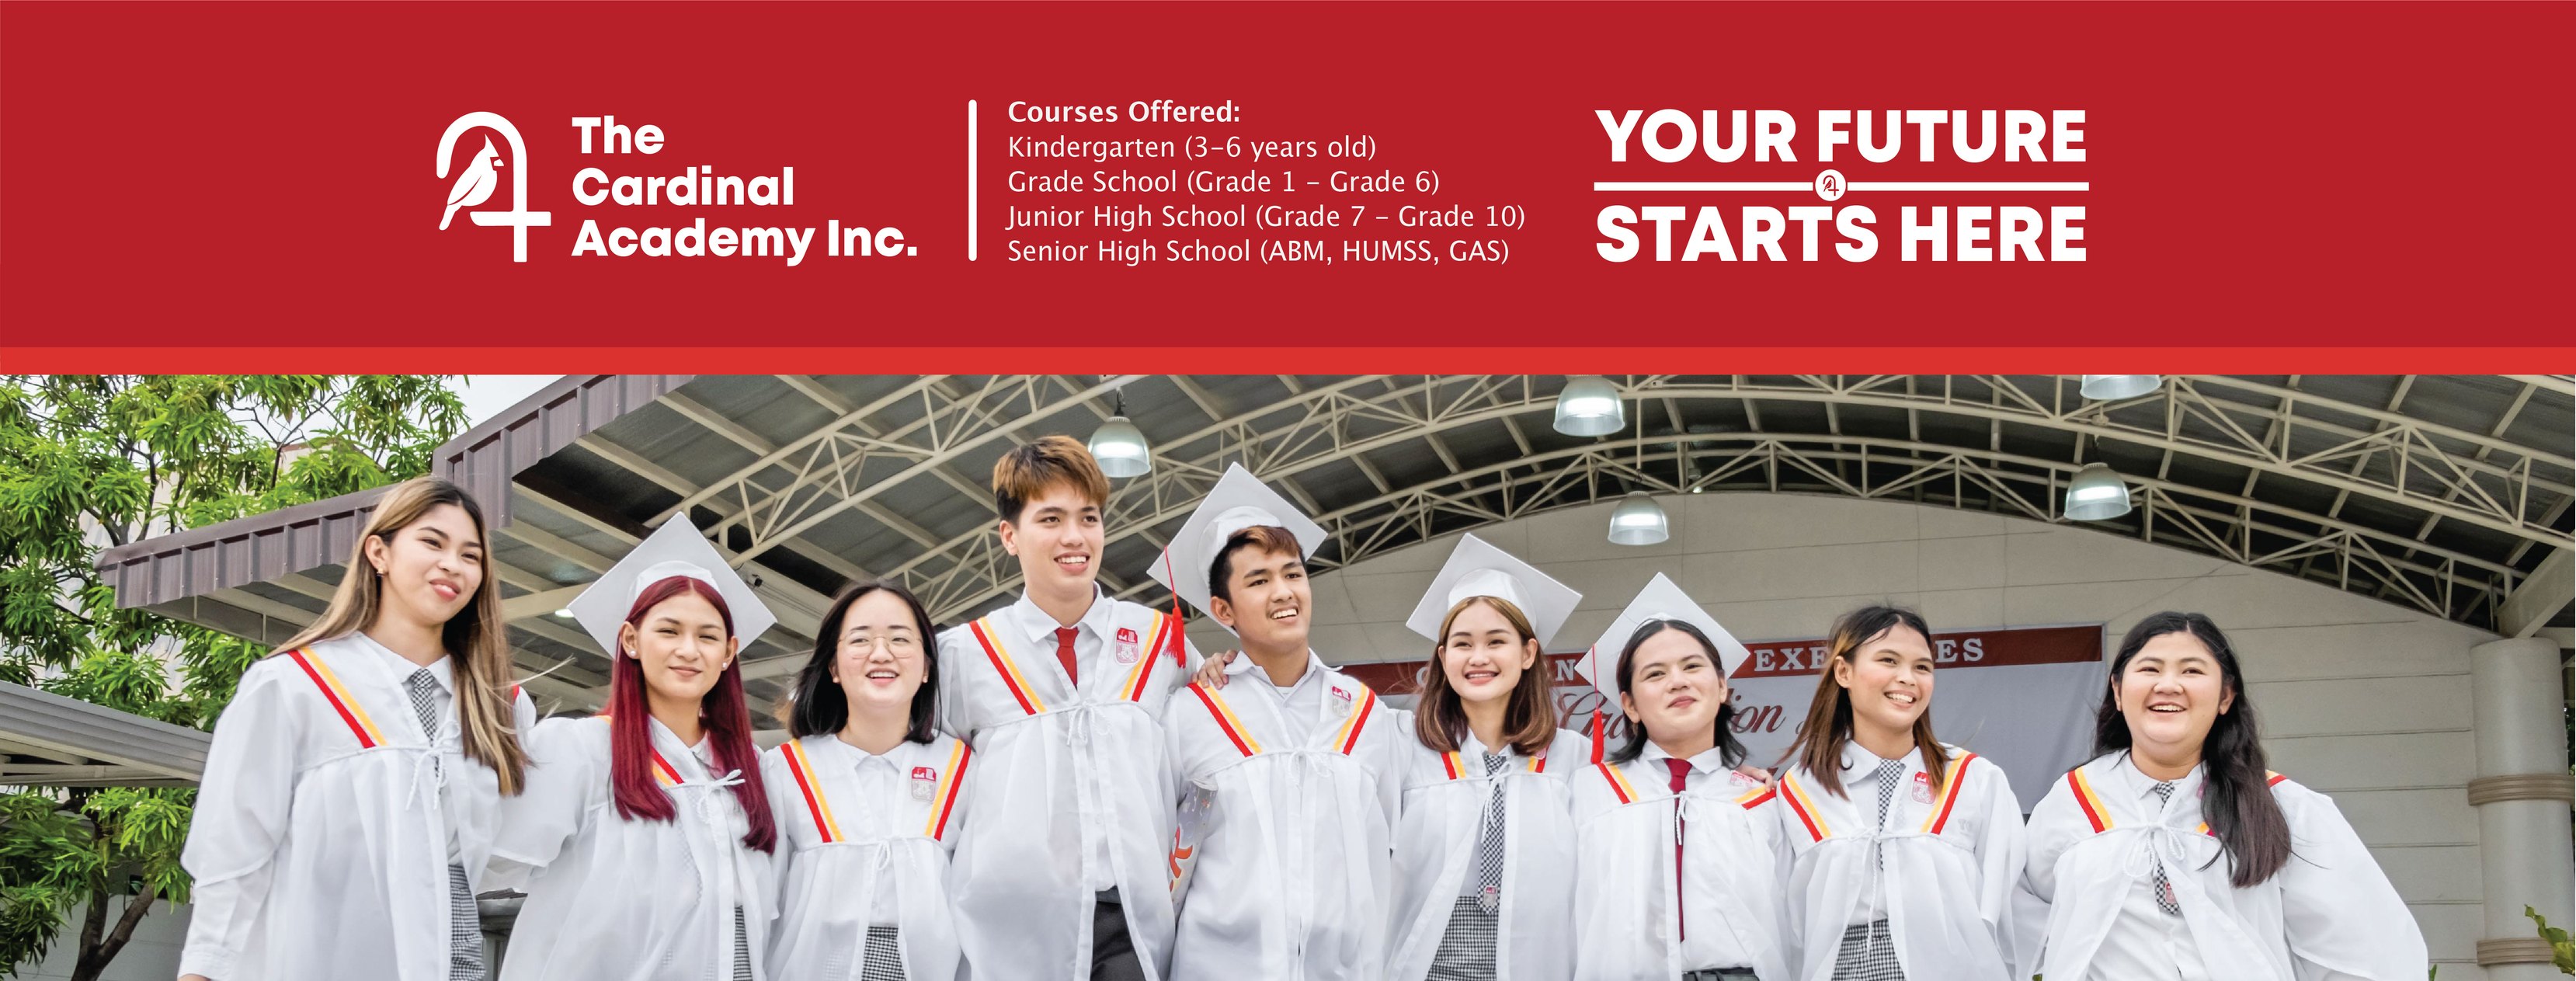 The
Cardinal
Academy Inc.
Courses Offered:
Kindergarten (3-6 years old)
Grade School (Grade 1 – Grade 6)
Junior High School (Grade 7 – Grade 10)
Senior High School (ABM, HUMSS, GAS)
YOUR FUTURE
STARTS HERE